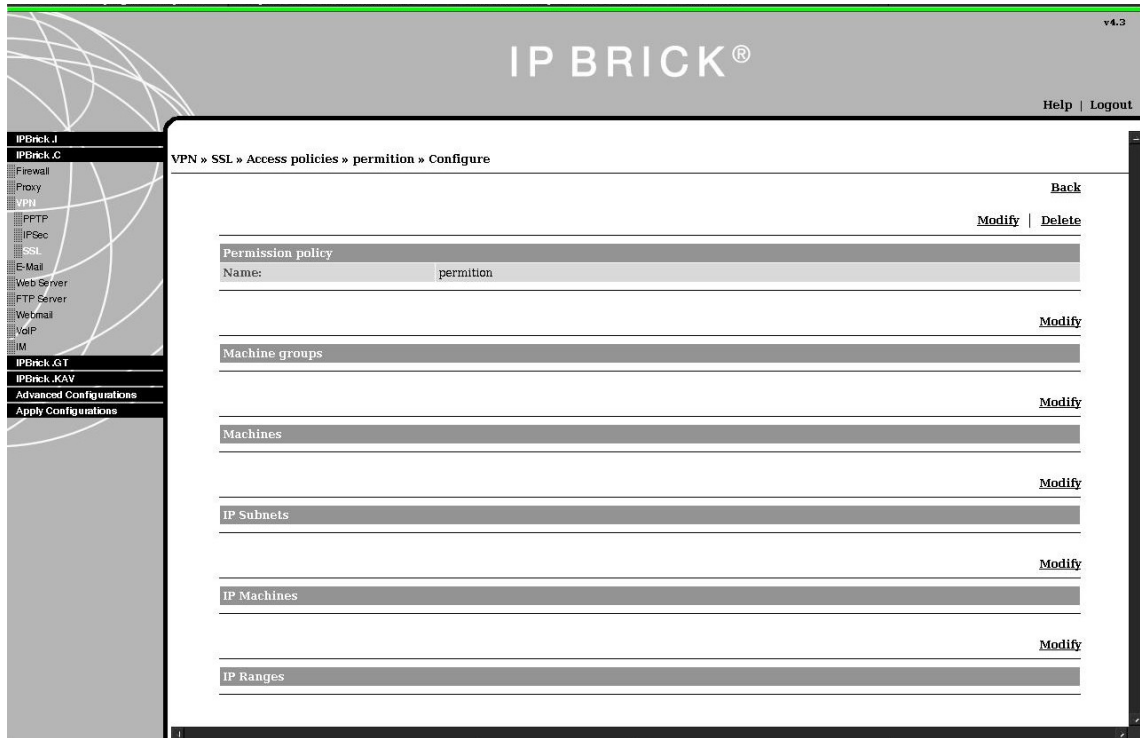 v4.3
IPBRICK®
Help | Logout
IPBrick.I
IPBrick.C
Firewall
Proxy
VPN
PPTP
IPSec
SSL
E-Mail
Web Server
FTP Server
Webmail
VoIP
IM
IPBrick.GT
IPBrick.KAV
Advanced Configurations
Apply Configurations
VPN » SSL » Access policies » permition » Configure
Back
Modify | Delete
Permission policy
Name: permition
Modify
Machine groups
Modify
Machines
Modify
IP Subnets
Modify
IP Machines
Modify
IP Ranges